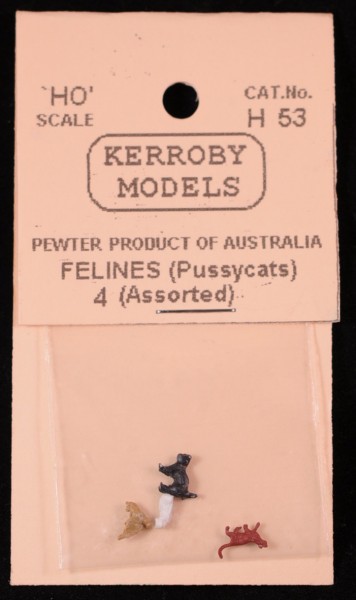 'HO'
SCALE
CAT.No.
H 53
KERROBY
MODELS
PEWTER PRODUCT OF AUSTRALIA
FELINES (Pussycats)
4 (Assorted)